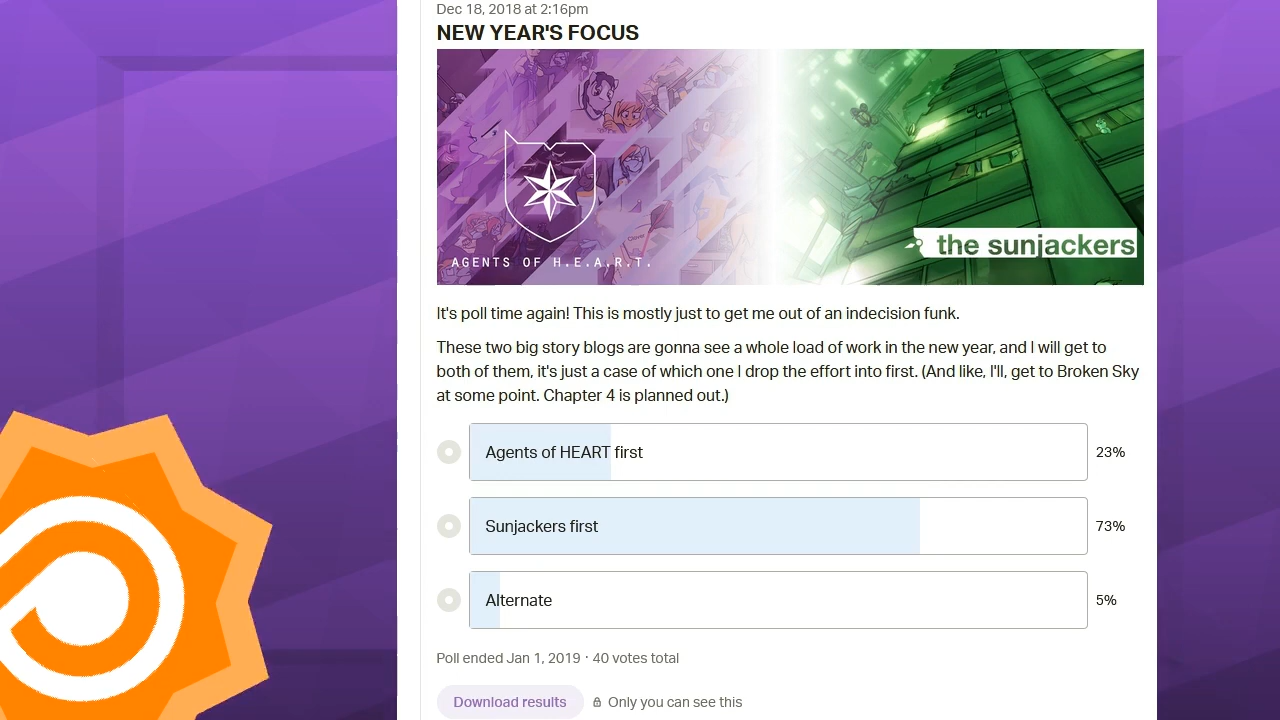 Dec 18, 2018 at 2:16pm
NEW YEAR'S FOCUS
AGENTS OF H.E.A.R.T.
the sunjackers
It's poll time again! This is mostly just to get me out of an indecision funk.
These two big story blogs are gonna see a whole load of work in the new year, and I will get to
both of them, it's just a case of which one I drop the effort into first. (And like, I'll, get to Broken Sky
at some point. Chapter 4 is planned out.)
Agents of HEART first 23%
Sunjackers first 73%
Alternate 5%
Poll ended Jan 1, 2019 · 40 votes total
Download results Only you can see this